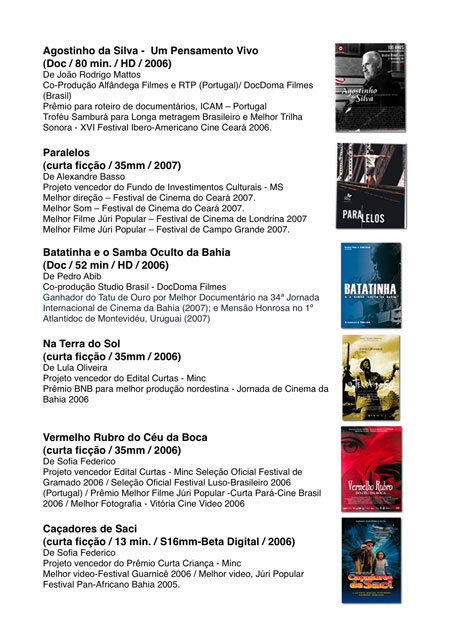 Agostinho da Silva - Um Pensamento Vivo
(Doc / 80 min. / HD / 2006)
De João Rodrigo Mattos
Co-Produção Alfândega Filmes e RTP (Portugal)/ DocDoma Filmes
(Brasil)
Prêmio para roteiro de documentários, ICAM – Portugal
Troféu Samburá para Longa metragem Brasileiro e Melhor Trilha
Sonora - XVI Festival Ibero-Americano Cine Ceará 2006.
Agostinho
Silva
Paralelos
(curta ficção / 35mm / 2007)
De Alexandre Basso
Projeto vencedor do Fundo de Investimentos Culturais - MS
Melhor direção – Festival de Cinema do Ceará 2007.
Melhor Som – Festival de Cinema do Ceará 2007.
Melhor Filme Júri Popular – Festival de Cinema de Londrina 2007
Melhor Filme Júri Popular – Festival de Campo Grande 2007.
PARA
LELOS
Batatinha e o Samba Oculto da Bahia
(Doc / 52 min / HD / 2006)
De Pedro Abib
Co-produção Studio Brasil - DocDoma Filmes
Ganhador do Tatu de Ouro por Melhor Documentário na 34ª Jornada
Internacional de Cinema da Bahia (2007); e Mensão Honrosa no 1º
Atlantidoc de Montevidéu, Uruguai (2007)
BATATINHA
Na Terra do Sol
(curta ficção / 35mm / 2006)
De Lula Oliveira
Projeto vencedor do Edital Curtas - Minc
Prêmio BNB para melhor produção nordestina - Jornada de Cinema da
Bahia 2006
Vermelho Rubro do Céu da Boca
(curta ficção / 35mm / 2006)
De Sofia Federico
Projeto vencedor Edital Curtas - Minc Seleção Oficial Festival de
Gramado 2006 / Seleção Oficial Festival Luso-Brasileiro 2006
(Portugal) / Prêmio Melhor Filme Júri Popular -Curta Pará-Cine Brasil
2006 / Melhor Fotografia - Vitória Cine Video 2006
Vermelho Rubro
DO CÉU DA BOCA
Caçadores de Saci
(curta ficção / 13 min. / S16mm-Beta Digital / 2006)
De Sofia Federico
Projeto vencedor do Prêmio Curta Criança - Minc
Melhor video-Festival Guarnicê 2006 / Melhor video, Júri Popular
Festival Pan-Africano Bahia 2005.
Caçadores
de Saci